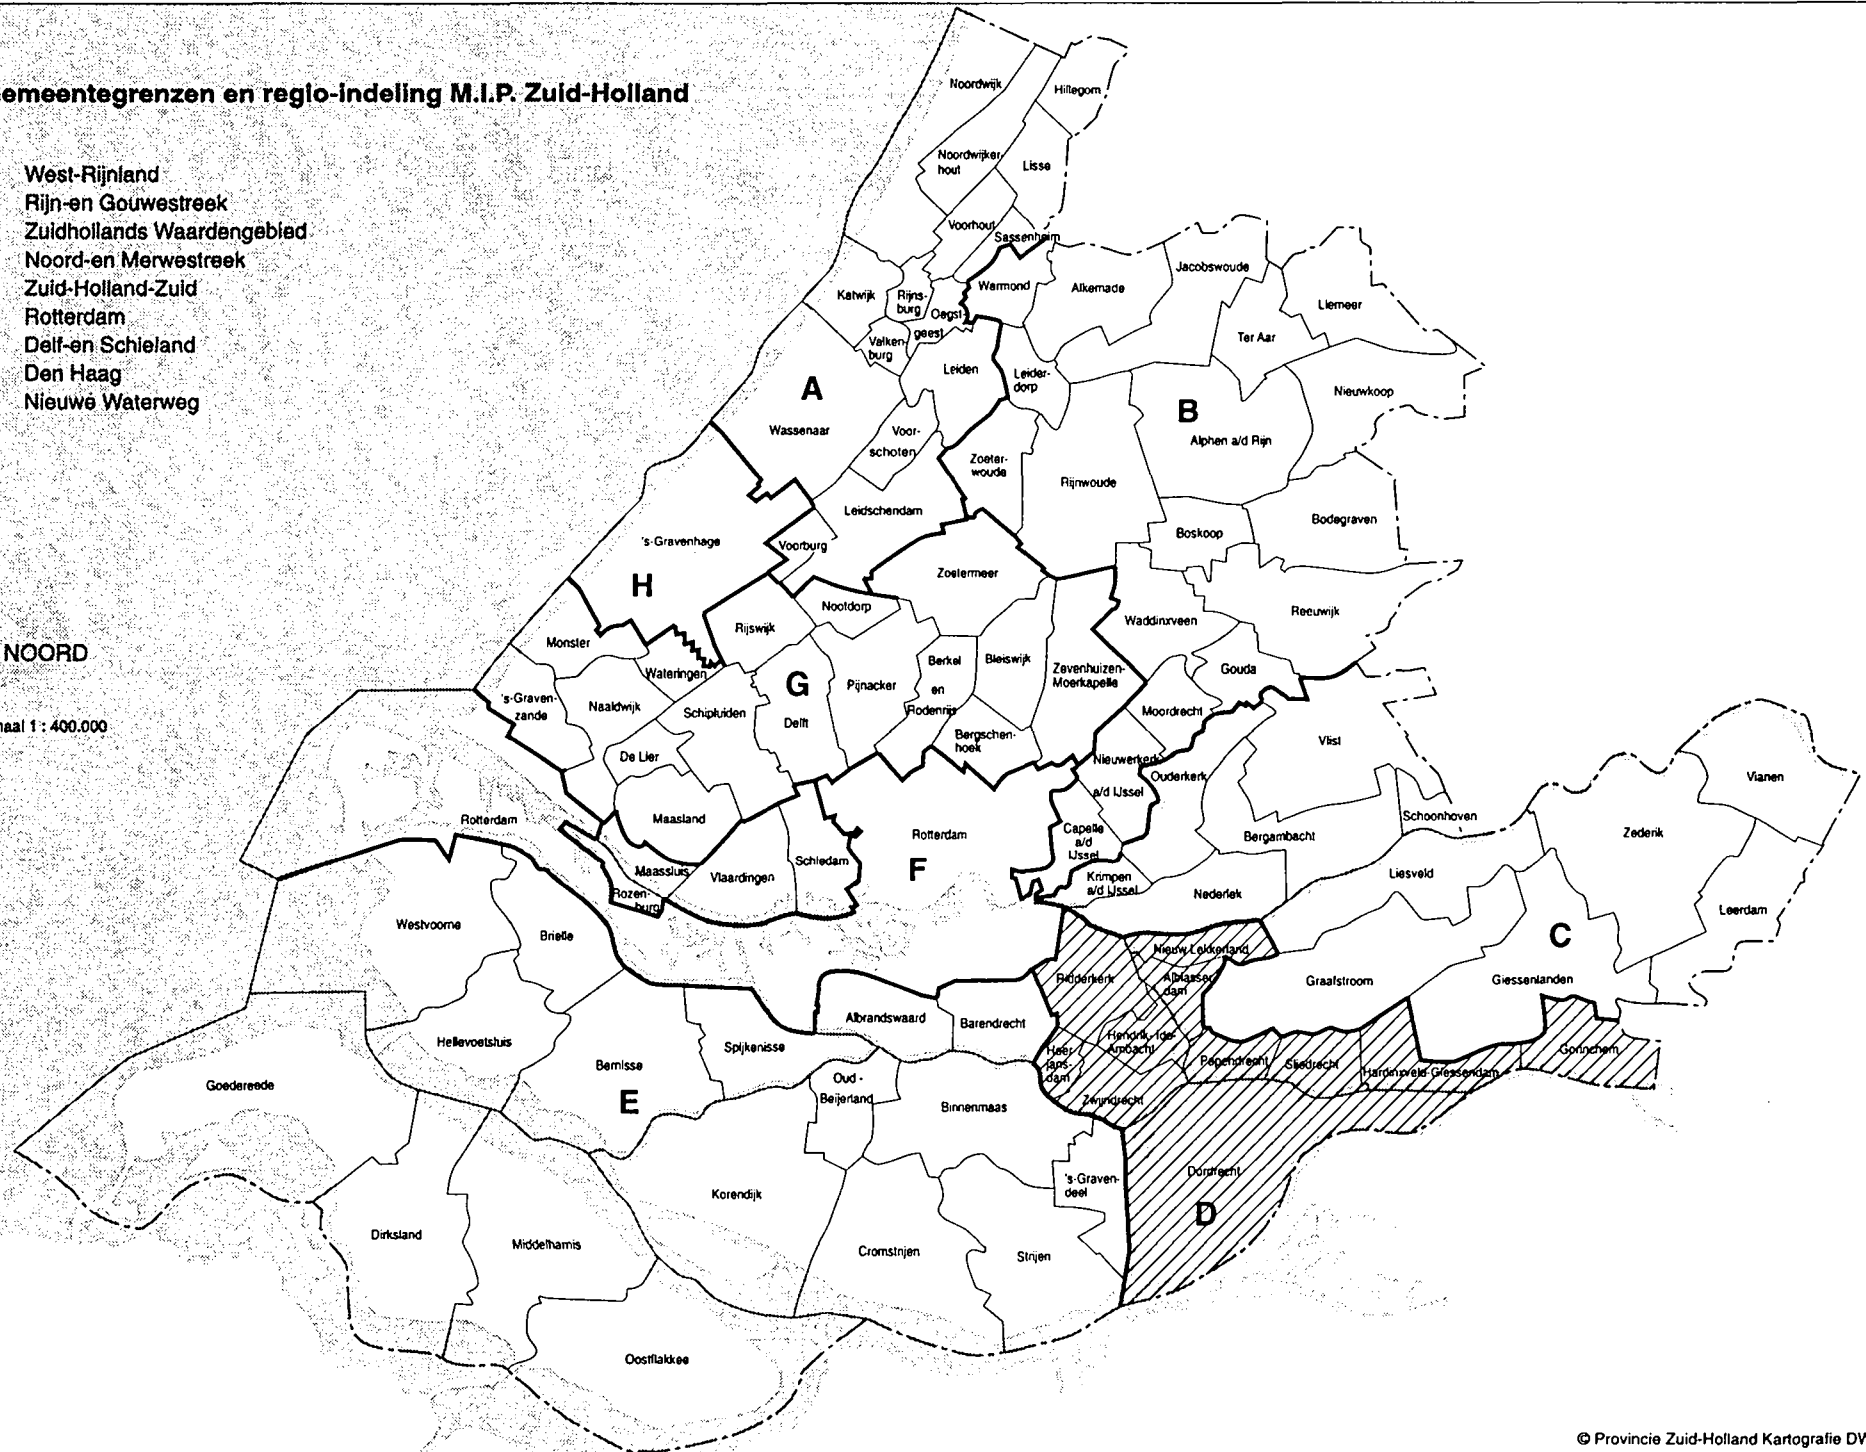 emeentegrenzen en regio-indeling M.I.P. Zuid-Holland
West-Rijnland
Rijn-en Gouwestreek
Zuidhollands Waardengebied
Noord-en Merwestreek
Zuid-Holland-Zuid
Rotterdam
Delf-en Schieland
Den Haag
Nieuwe Waterweg
NOORD
haal 1 : 400.000
Noordwijk
Hillegom
Noordwijker-
hout
Lisse
Voorhout
Sassenheim
Katwijk
Rijns-
burg
Oegst-
geest
Warmond
Alkemade
Jacobswoude
Liemeer
Valken-
burg
Leiden
Leider-
dorp
Ter Aar
Nieuwkoop
A
Wassenaar
Voor-
schoten
Zoeter-
woude
B
Alphen a/d Rijn
Rijnwoude
Leidschendam
Boskoop
Bodegraven
's-Gravenhage
H
Voorburg
Zoetermeer
Nootdorp
Rijswijk
Waddinxveen
Reeuwijk
Monster
Wateringen
's-Graven-
zande
Naaldwijk
Schipluiden
G
Delft
Pijnacker
Berkel
en
Rodenrijs
Bleiswijk
Zevenhuizen-
Moerkapelle
Gouda
Moordrecht
De Lier
Bergschen-
hoek
Nieuwerkerk
a/d IJssel
Ouderkerk
Vlist
Vianen
Rotterdam
Maasland
Rotterdam
F
Capelle
a/d
IJssel
Bergambacht
Schoonhoven
Zederik
Maassluis
Vlaardingen
Schiedam
Rozen-
burg
Krimpen
a/d IJssel
Nederlek
Liesveld
Leerdam
Westvoorne
Brielle
C
Nieuw Lekkerland
Ridderkerk
Alblasser-
dam
Graafstroom
Giessenlanden
Albrandswaard
Barendrecht
Hellevoetsluis
Bernisse
Spijkenisse
Heer
jans-
dam
Hendrik-Ido-
Ambacht
Papendrecht
Sliedrecht
Hardinxveld-Giessendam
Gorinchem
Goedereede
E
Oud -
Beijerland
Binnenmaas
Zwijndrecht
Dordrecht
D
's-Graven-
deel
Korendijk
Dirksland
Middelharnis
Cromstrijen
Strijen
Oostflakkee
© Provincie Zuid-Holland Kartografie DW